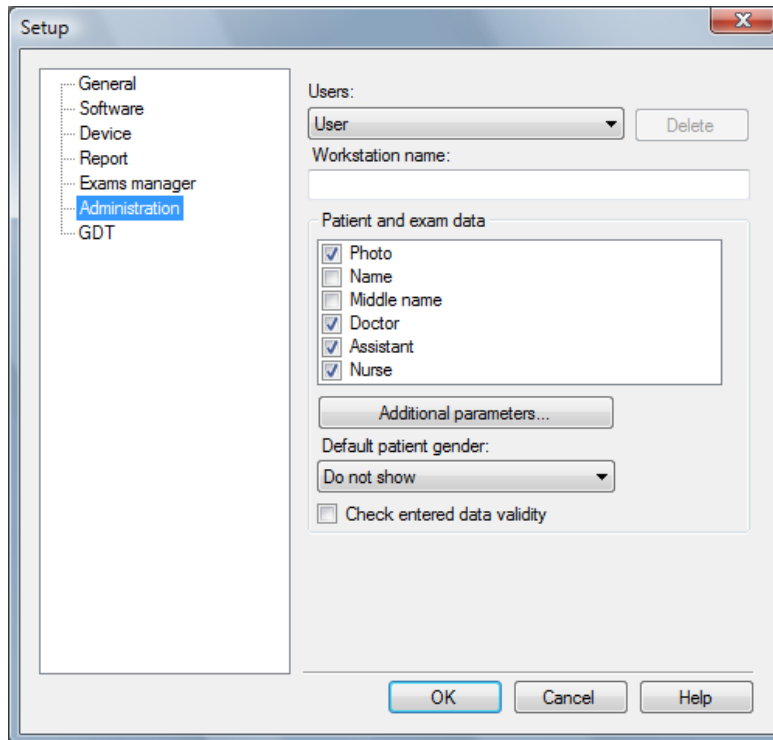 Setup
General
Software
Device
Report
Exams manager
Administration
GDT
Users:
User
Delete
Workstation name:
Patient and exam data
Photo
Name
Middle name
Doctor
Assistant
Nurse
Additional parameters...
Default patient gender:
Do not show
Check entered data validity
OK
Cancel
Help